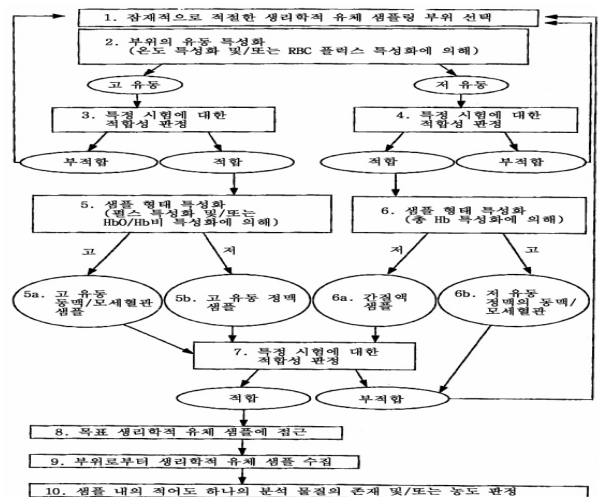 1. 잠재적으로 적절한 생리학적 유체 샘플링 부위 선택
2. 부위의 유동 특성화
(온도 특성화 및/또는 RBC 플럭스 특성화에 의해)
고 유동
저 유동
3. 특정 시험에 대한
적합성 판정
4. 특정 시험에 대한
적합성 판정
부적합
적합
적합
부적합
5. 샘플 형태 특성화
(펄스 특성화 및/또는
HbO/Hb비 특성화에 의해)
6. 샘플 형태 특성화
(총 Hb 특성화에 의해)
고
저
저
고
5a. 고 유동
동맥/모세혈관
샘플
5b. 고 유동 정맥
샘플
6a. 간질액
샘플
6b. 저 유동
정맥의 동맥/
모세혈관
7. 특정 시험에 대한
적합성 판정
적합
부적합
8. 목표 생리학적 유체 샘플에 접근
9. 부위로부터 생리학적 유체 샘플 수집
10. 샘플 내의 적어도 하나의 분석 물질의 존재 및/또는 농도 판정